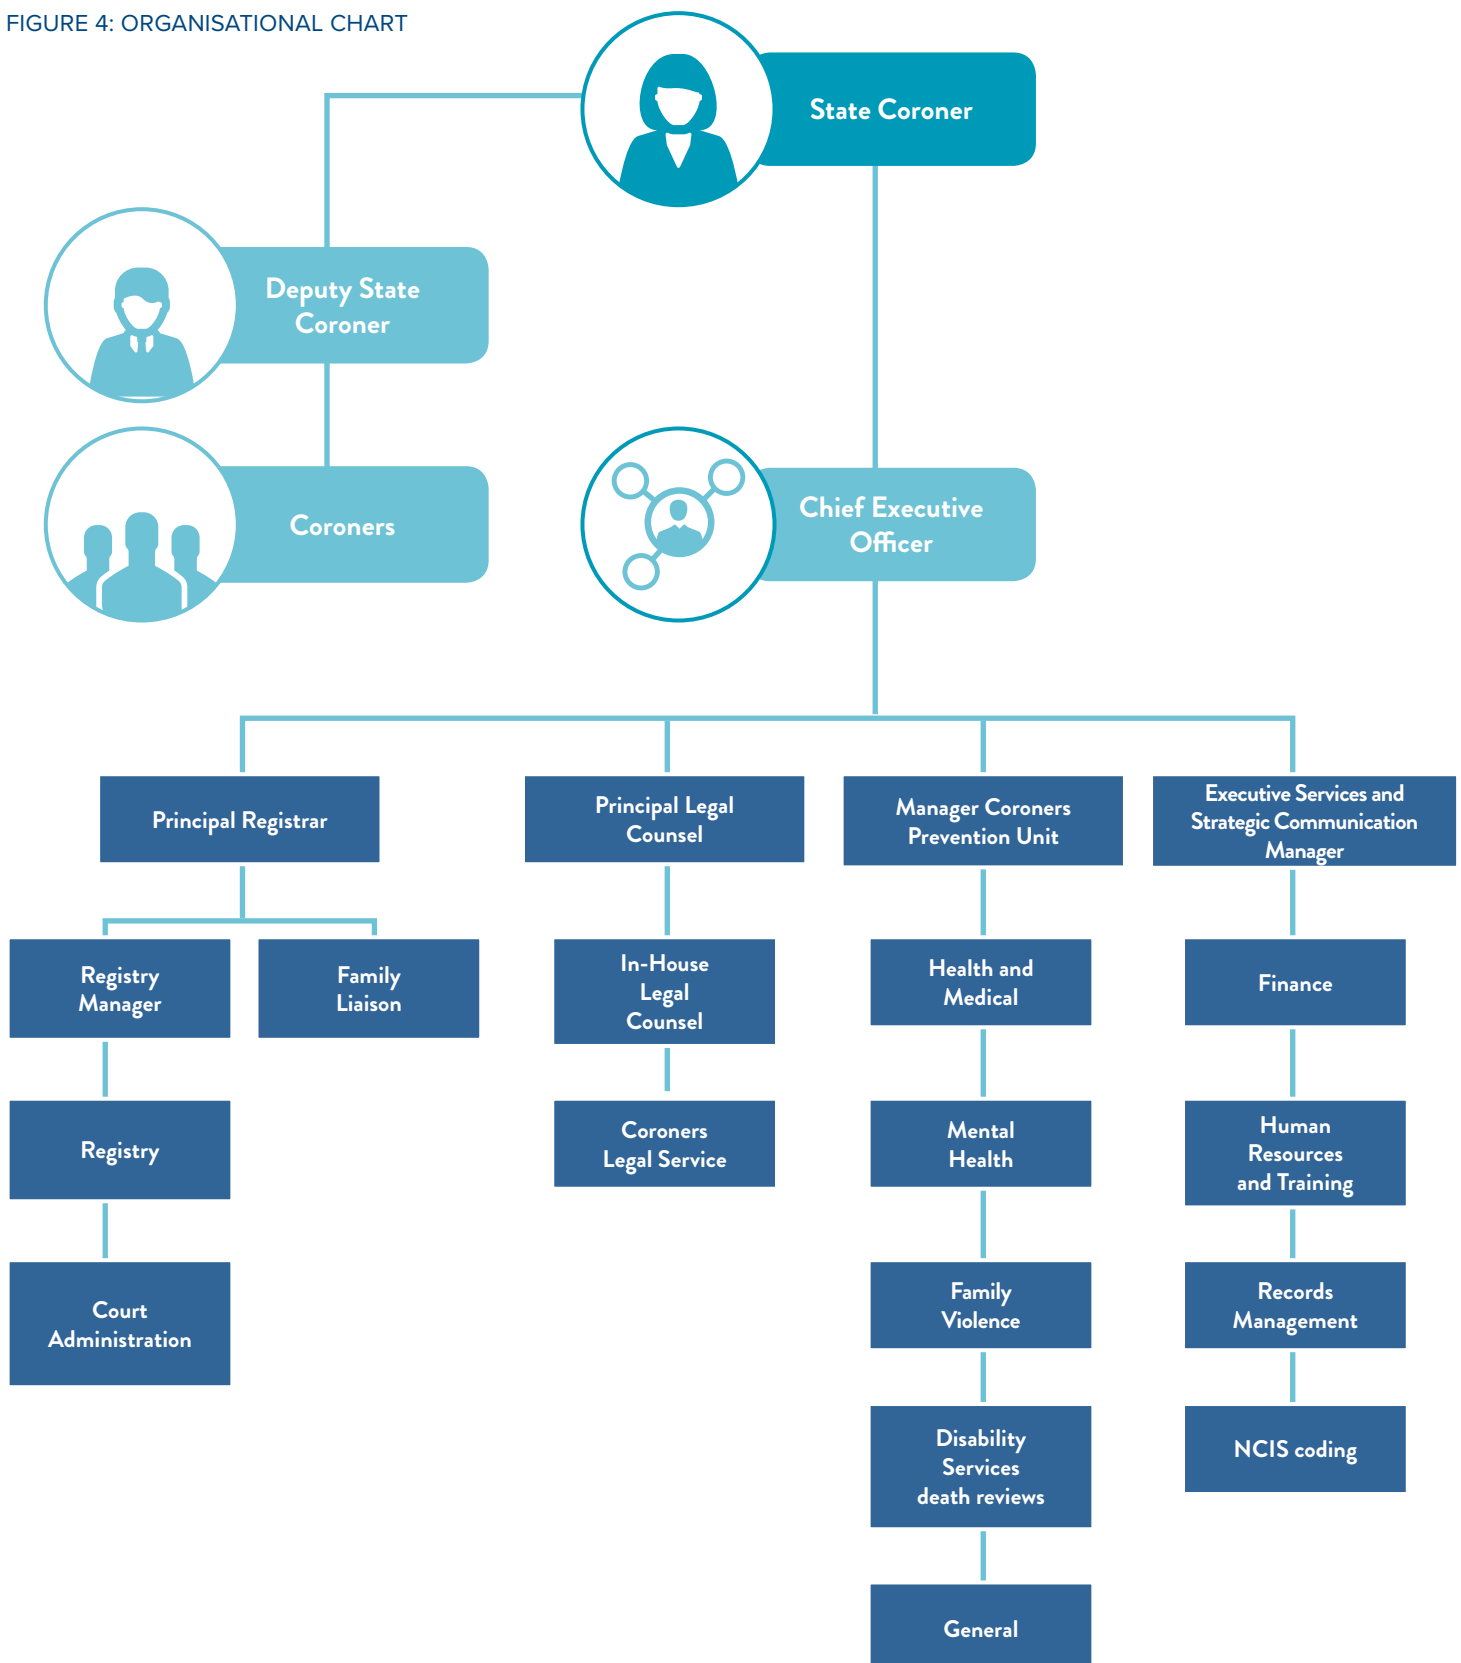 FIGURE 4: ORGANISATIONAL CHART
State Coroner
Deputy State
Coroner
Coroners
Chief Executive
Officer
Principal Registrar
Principal Legal
Counsel
Manager Coroners
Prevention Unit
Executive Services and
Strategic Communication
Manager
Registry
Manager
Family
Liaison
In-House
Legal
Counsel
Health and
Medical
Finance
Registry
Coroners
Legal Service
Mental
Health
Human
Resources
and Training
Court
Administration
Family
Violence
Records
Management
Disability
Services
death reviews
NCIS coding
General